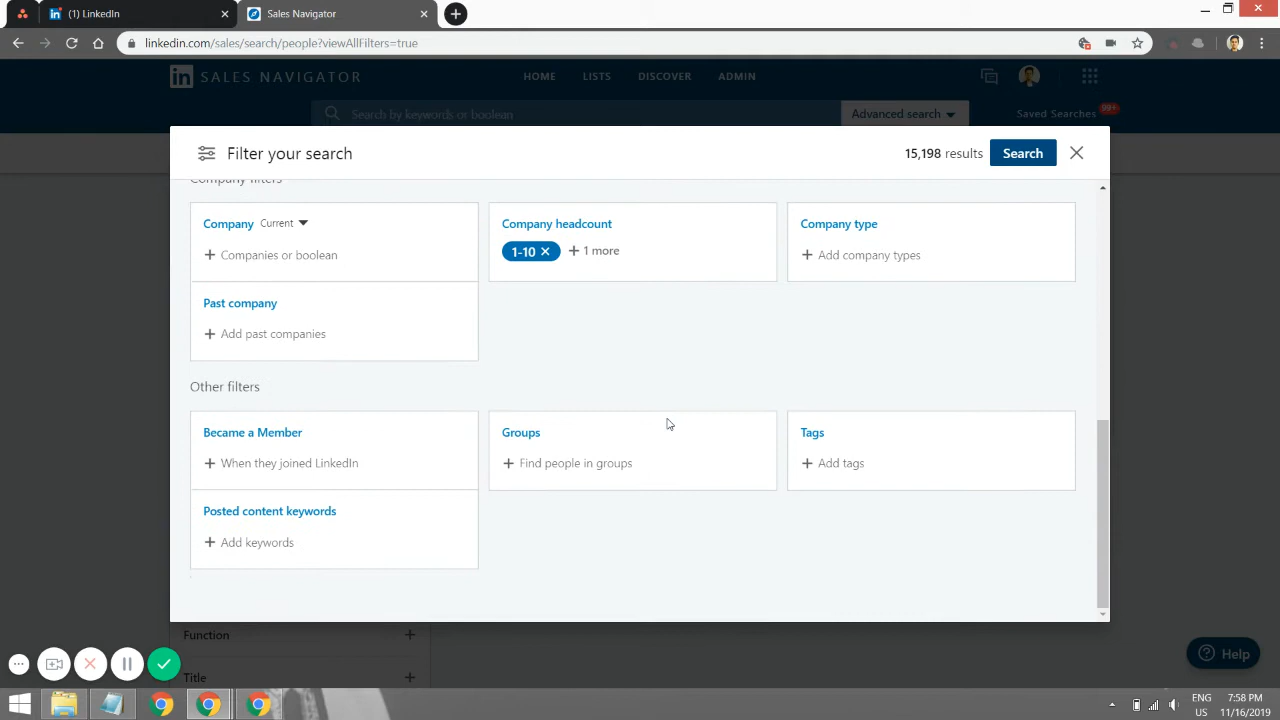 (1) LinkedIn
Sales Navigator
linkedin.com/sales/search/people?viewAllFilters=true
in SALES NAVIGATOR
HOME LISTS DISCOVER ADMIN
Search by keywords or boolean
Advanced search
Saved Searches 99+
Filter your search
15,198 results
Search
Company filters
Company Current
+ Companies or boolean
Company headcount
1-10 × + 1 more
Company type
+ Add company types
Past company
+ Add past companies
Other filters
Became a Member
+ When they joined LinkedIn
Groups
+ Find people in groups
Tags
+ Add tags
Posted content keywords
+ Add keywords
Function +
Title +
Help
ENG
US
7:58 PM
11/16/2019